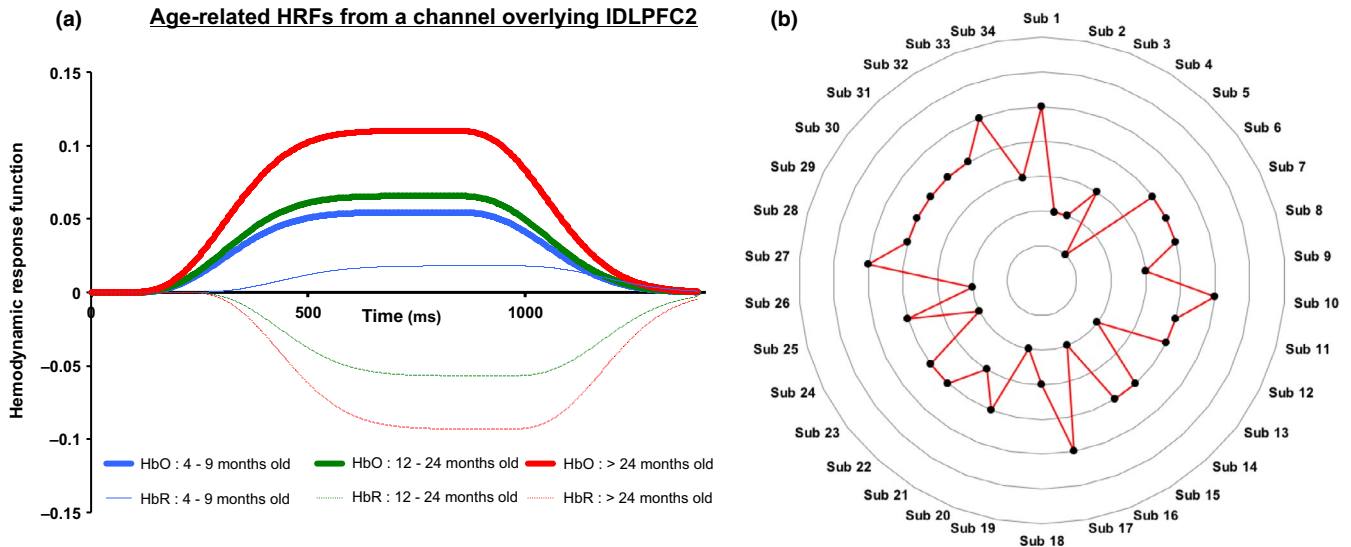 (a)
Age-related HRFs from a channel overlying IDLPFC2
Hemodynamic response function
0.15
0.1
0.05
0
–0.05
–0.1
–0.15
0
500
1000
Time (ms)
HbO : 4 - 9 months old
HbO : 12 - 24 months old
HbO : > 24 months old
HbR : 4 - 9 months old
HbR : 12 - 24 months old
HbR : > 24 months old
(b)
Sub 1
Sub 2
Sub 3
Sub 4
Sub 5
Sub 6
Sub 7
Sub 8
Sub 9
Sub 10
Sub 11
Sub 12
Sub 13
Sub 14
Sub 15
Sub 16
Sub 17
Sub 18
Sub 19
Sub 20
Sub 21
Sub 22
Sub 23
Sub 24
Sub 25
Sub 26
Sub 27
Sub 28
Sub 29
Sub 30
Sub 31
Sub 32
Sub 33
Sub 34